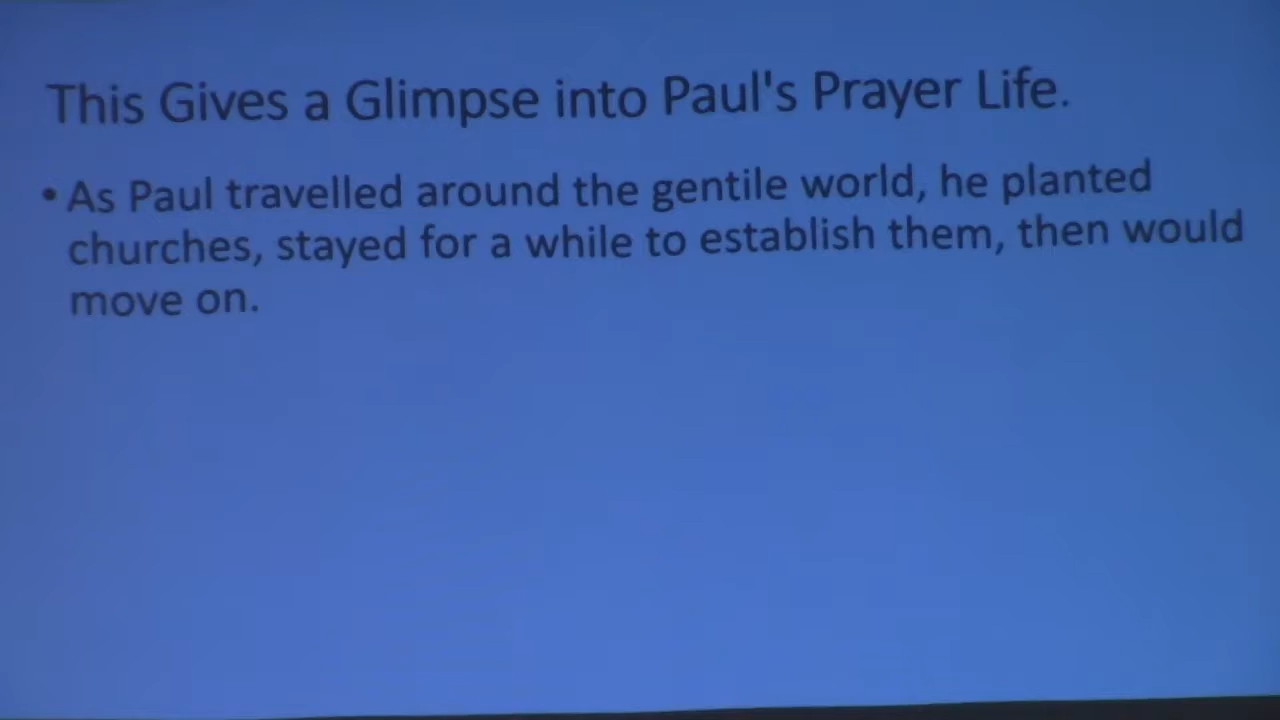 This Gives a Glimpse into Paul's Prayer Life.
• As Paul travelled around the gentile world, he planted
churches, stayed for a while to establish them, then would
move on.